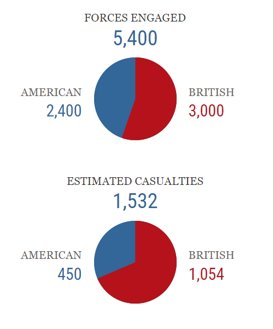 FORCES ENGAGED
5,400
AMERICAN
2,400
BRITISH
3,000
ESTIMATED CASUALTIES
1,532
AMERICAN
450
BRITISH
1,054